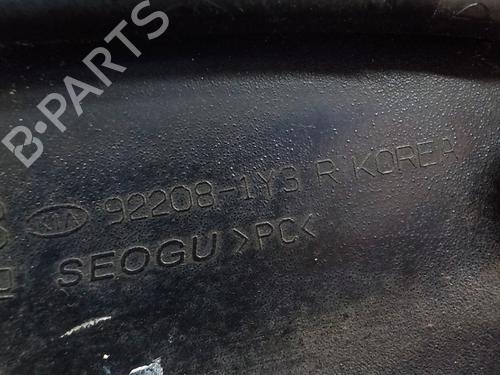 B-PARTS
KIA 92208-1Y3 R KOREA
SEOGU >PC<